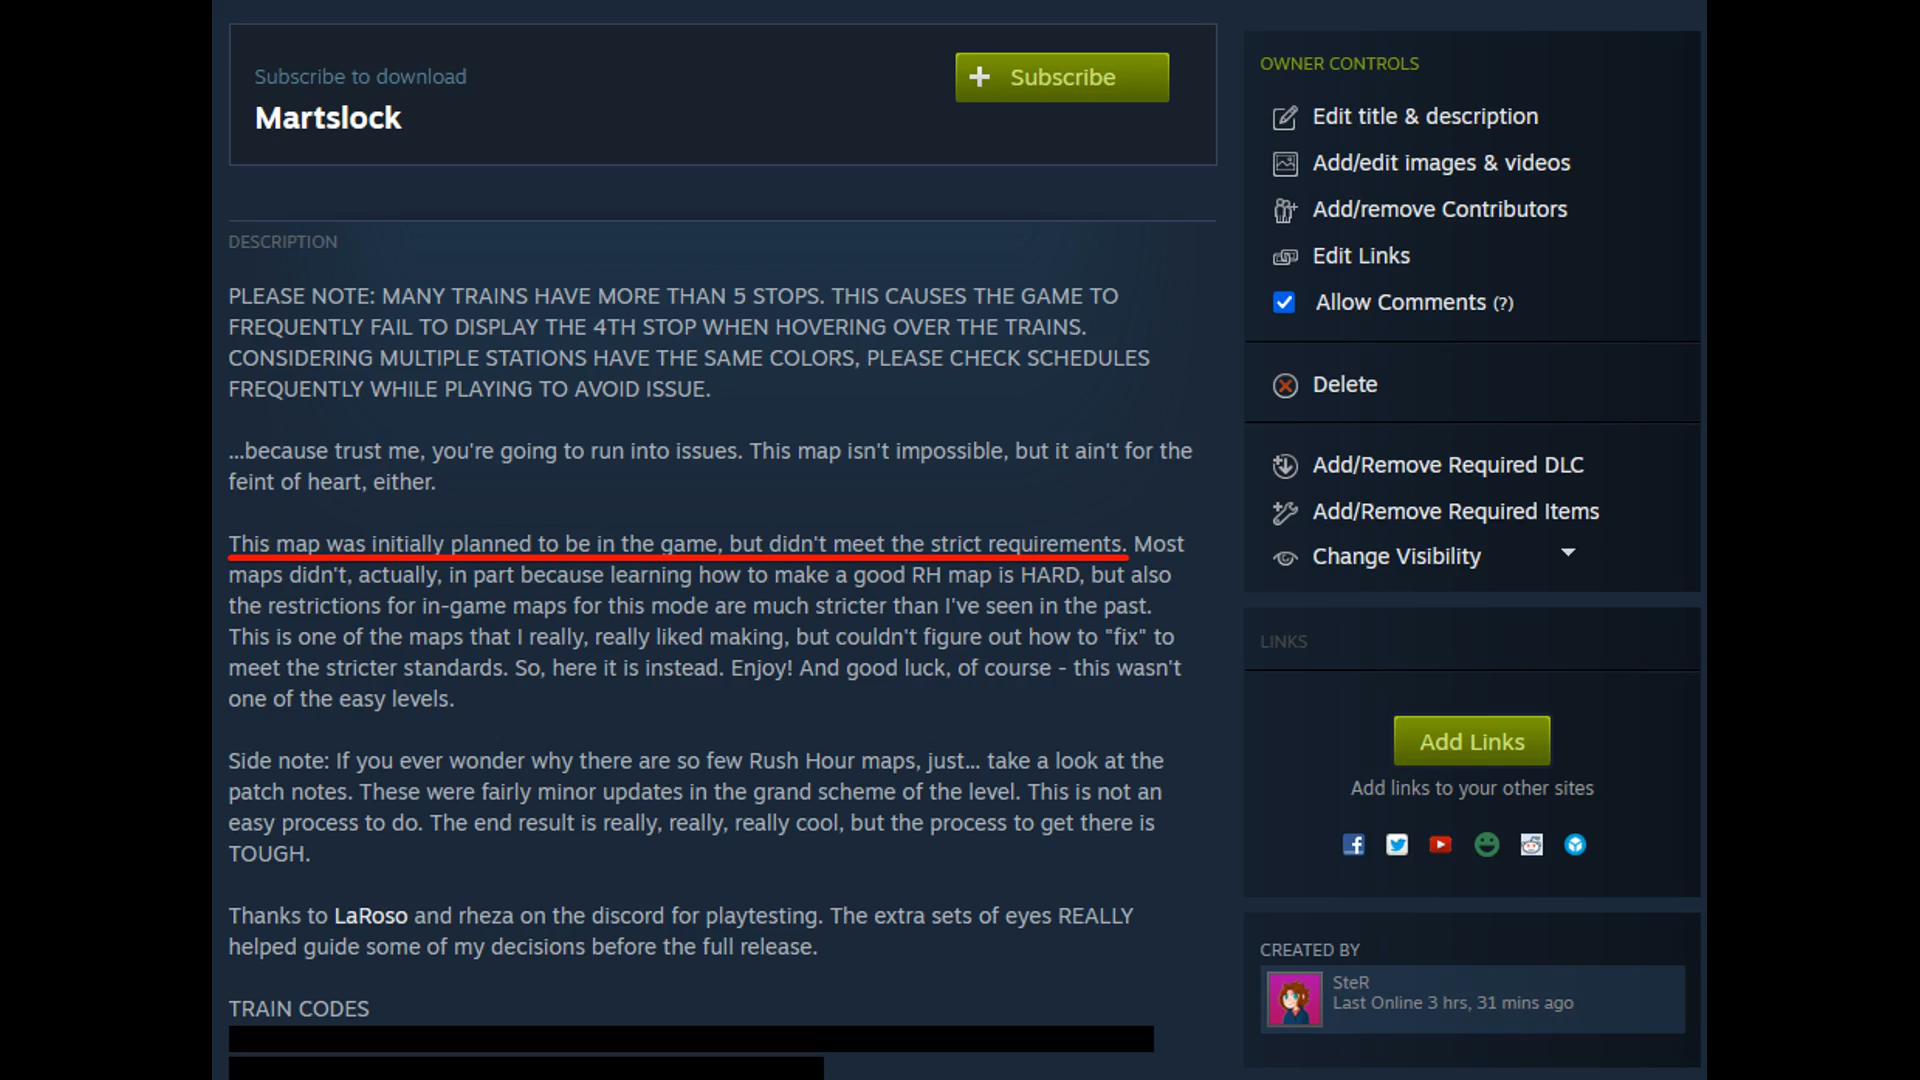 Subscribe to download
Martslock
Subscribe
DESCRIPTION
PLEASE NOTE: MANY TRAINS HAVE MORE THAN 5 STOPS. THIS CAUSES THE GAME TO
FREQUENTLY FAIL TO DISPLAY THE 4TH STOP WHEN HOVERING OVER THE TRAINS.
CONSIDERING MULTIPLE STATIONS HAVE THE SAME COLORS, PLEASE CHECK SCHEDULES
FREQUENTLY WHILE PLAYING TO AVOID ISSUE.
...because trust me, you're going to run into issues. This map isn't impossible, but it ain't for the
feint of heart, either.
This map was initially planned to be in the game, but didn't meet the strict requirements. Most
maps didn't, actually, in part because learning how to make a good RH map is HARD, but also
the restrictions for in-game maps for this mode are much stricter than I've seen in the past.
This is one of the maps that I really, really liked making, but couldn't figure out how to "fix" to
meet the stricter standards. So, here it is instead. Enjoy! And good luck, of course - this wasn't
one of the easy levels.
Side note: If you ever wonder why there are so few Rush Hour maps, just... take a look at the
patch notes. These were fairly minor updates in the grand scheme of the level. This is not an
easy process to do. The end result is really, really, really cool, but the process to get there is
TOUGH.
Thanks to LaRoso and rheza on the discord for playtesting. The extra sets of eyes REALLY
helped guide some of my decisions before the full release.
TRAIN CODES
OWNER CONTROLS
Edit title & description
Add/edit images & videos
Add/remove Contributors
Edit Links
Allow Comments (?)
Delete
Add/Remove Required DLC
Add/Remove Required Items
Change Visibility
LINKS
Add Links
Add links to your other sites
CREATED BY
SteR
Last Online 3 hrs, 31 mins ago